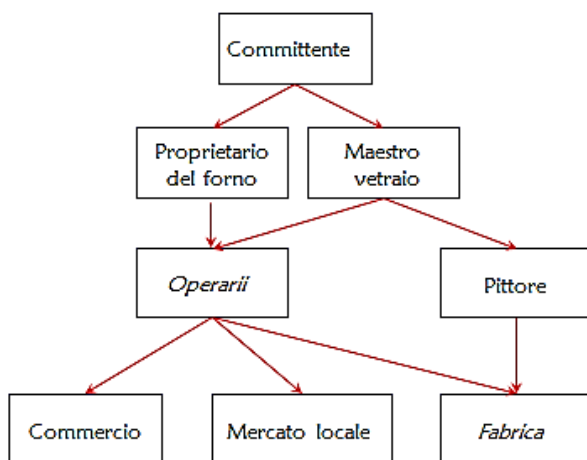 Committente
Proprietario
del forno
Maestro
vetraio
Operarii
Pittore
Commercio
Mercato locale
Fabrica